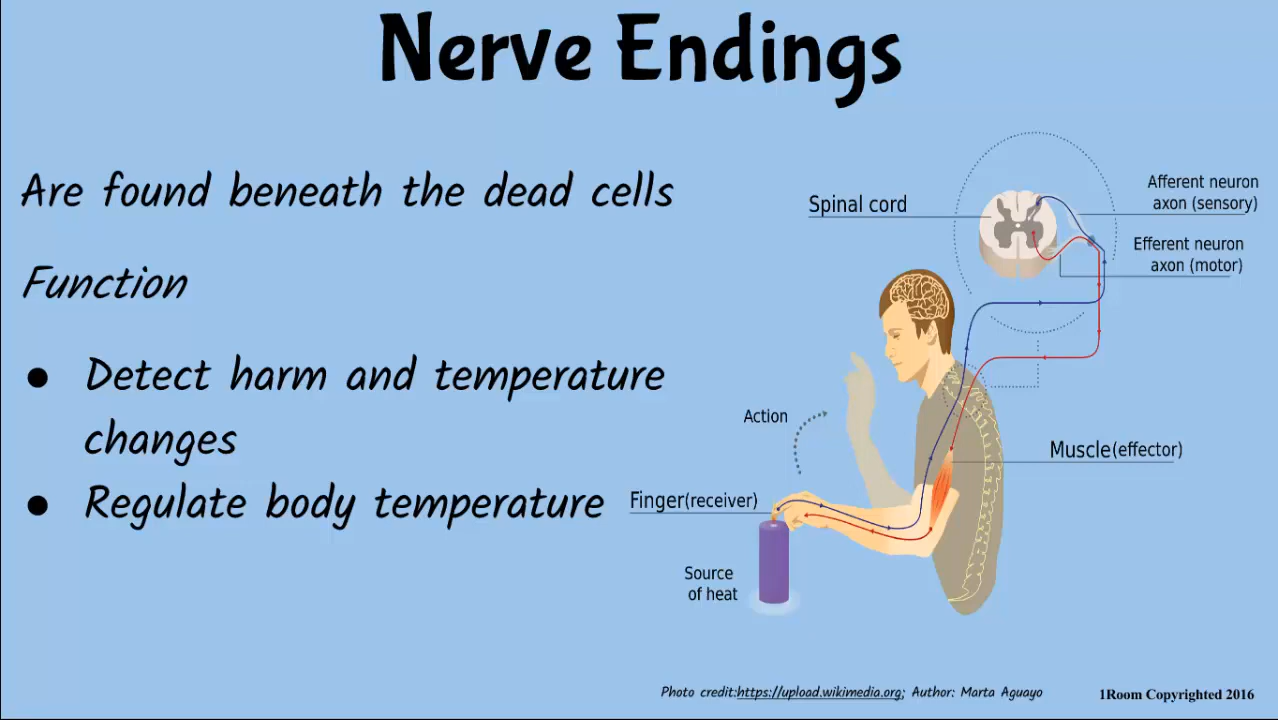 Nerve Endings
Are found beneath the dead cells
Function
● Detect harm and temperature
changes
● Regulate body temperature
Spinal cord
Afferent neuron
axon (sensory)
Efferent neuron
axon (motor)
Action
Muscle(effector)
Finger(receiver)
Source
of heat
Photo credit:https://upload.wikimedia.org; Author: Marta Aguayo
1Room Copyrighted 2016